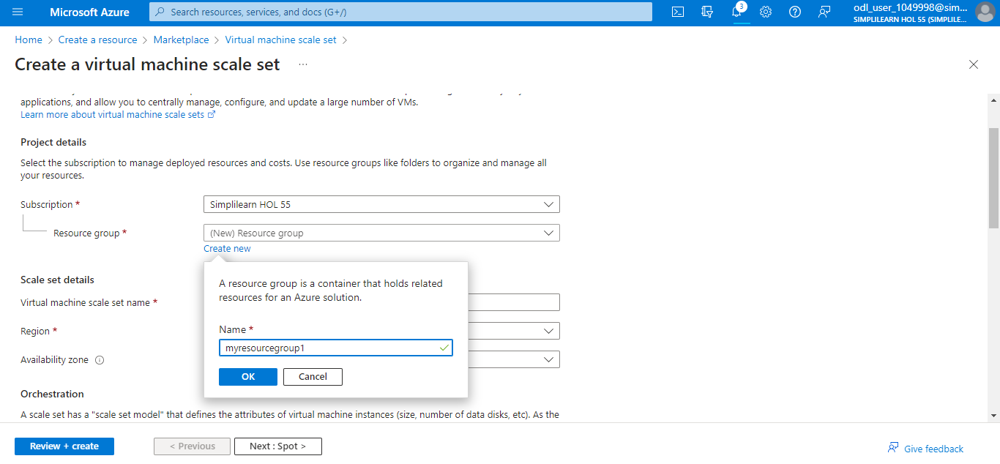 Microsoft Azure
Search resources, services, and docs (G+/)
3
odl_user_1049998@sim...
SIMPLILEARN HOL 55 (SIMPLILE...
Home > Create a resource > Marketplace > Virtual machine scale set >
Create a virtual machine scale set ...
applications, and allow you to centrally manage, configure, and update a large number of VMs.
Learn more about virtual machine scale sets
Project details
Select the subscription to manage deployed resources and costs. Use resource groups like folders to organize and manage all
your resources.
Subscription *
Simplilearn HOL 55
Resource group *
(New) Resource group
Create new
A resource group is a container that holds related
resources for an Azure solution.
Name *
myresourcegroup1
OK
Cancel
Scale set details
Virtual machine scale set name *
Region *
Availability zone
Orchestration
A scale set has a "scale set model" that defines the attributes of virtual machine instances (size, number of data disks, etc). As the
Review + create
< Previous
Next : Spot >
Give feedback